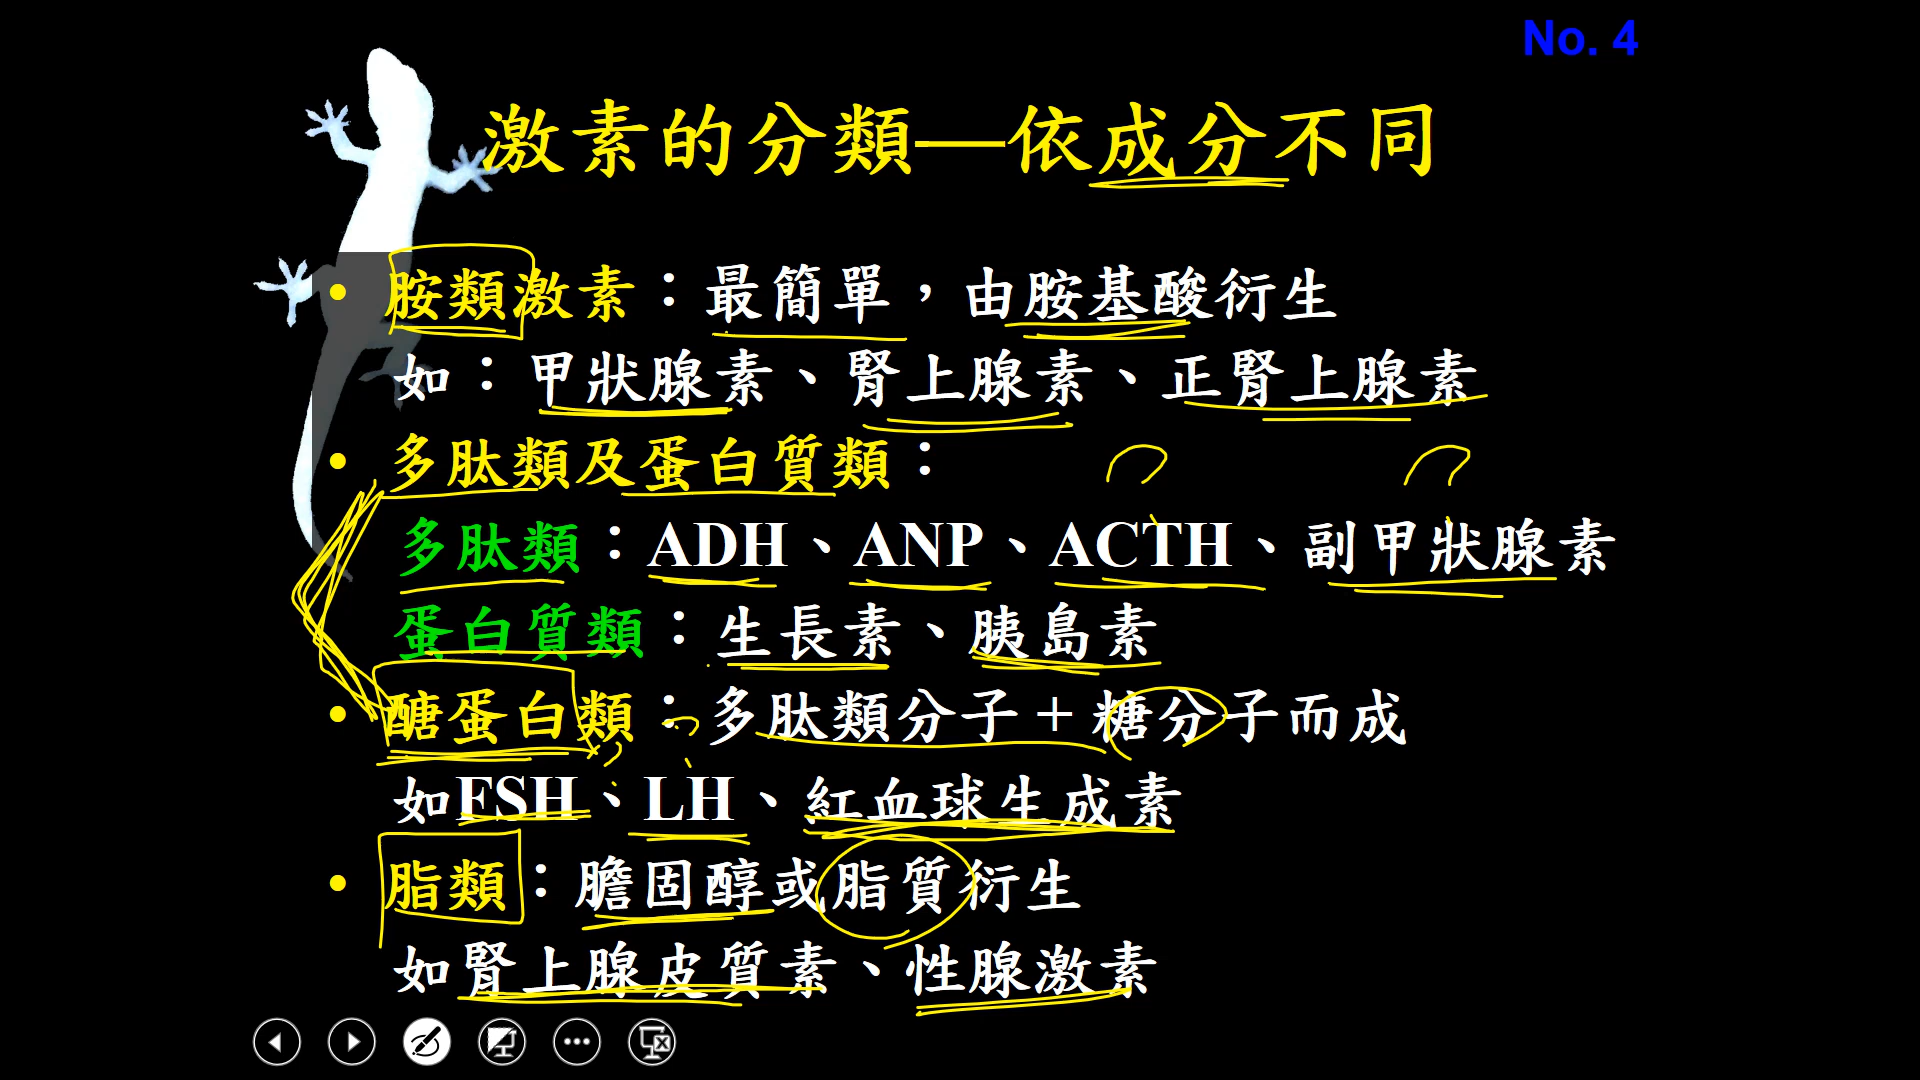 No. 4
激素的分類—依成分不同
• 胺類激素：最簡單，由胺基酸衍生
如：甲狀腺素、腎上腺素、正腎上腺素
• 多肽類及蛋白質類：
多肽類：ADH、ANP、ACTH、副甲狀腺素
蛋白質類：生長素、胰島素
• 醣蛋白類：多肽類分子＋糖分子而成
如FSH、LH、紅血球生成素
• 脂類：膽固醇或脂質衍生
如腎上腺皮質素、性腺激素